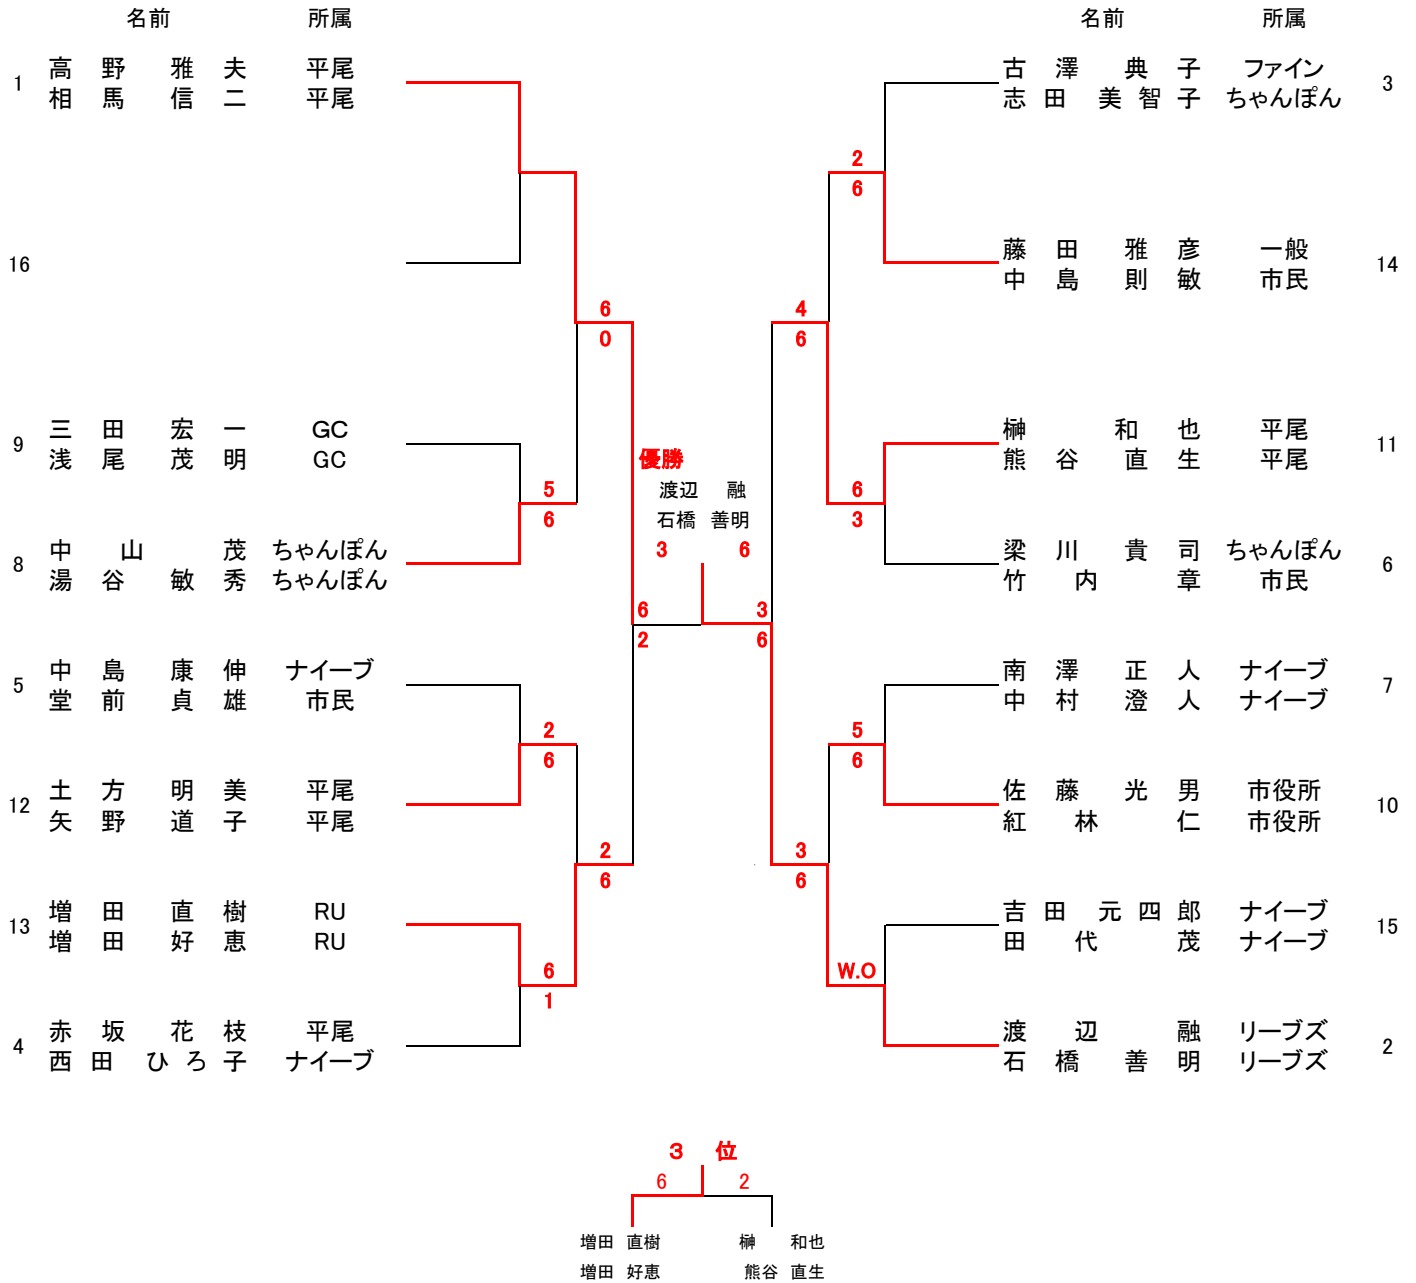 名前 所属
1 高野 雅夫 平尾
相馬 信二 平尾
16
9 三田 宏一 GC
浅尾 茂明 GC
8 中山 茂 ちゃんぽん
湯谷 敏秀 ちゃんぽん
5 中島 康伸 ナイーブ
堂前 貞雄 市民
12 土方 明美 平尾
矢野 道子 平尾
13 増田 直樹 RU
増田 好恵 RU
4 赤坂 花枝 平尾
西田 ひろ子 ナイーブ
6
0
5
6
2
6
2
6
6
1
6
2
優勝
渡辺 融
石橋 善明
3 6
3
6
名前 所属
古澤 典子 ファイン 3
志田 美智子 ちゃんぽん
藤田 雅彦 一般 14
中島 則敏 市民
榊 和也 平尾 11
熊谷 直生 平尾
梁川 貴司 ちゃんぽん 6
竹内 章 市民
南澤 正人 ナイーブ 7
中村 澄人 ナイーブ
佐藤 光男 市役所 10
紅林 仁 市役所
吉田 元四郎 ナイーブ 15
田代 茂 ナイーブ
渡辺 融 リーブズ 2
石橋 善明 リーブズ
2
6
4
6
6
3
5
6
3
6
W.O
3 位
6 2
増田 直樹 榊 和也
増田 好恵 熊谷 直生